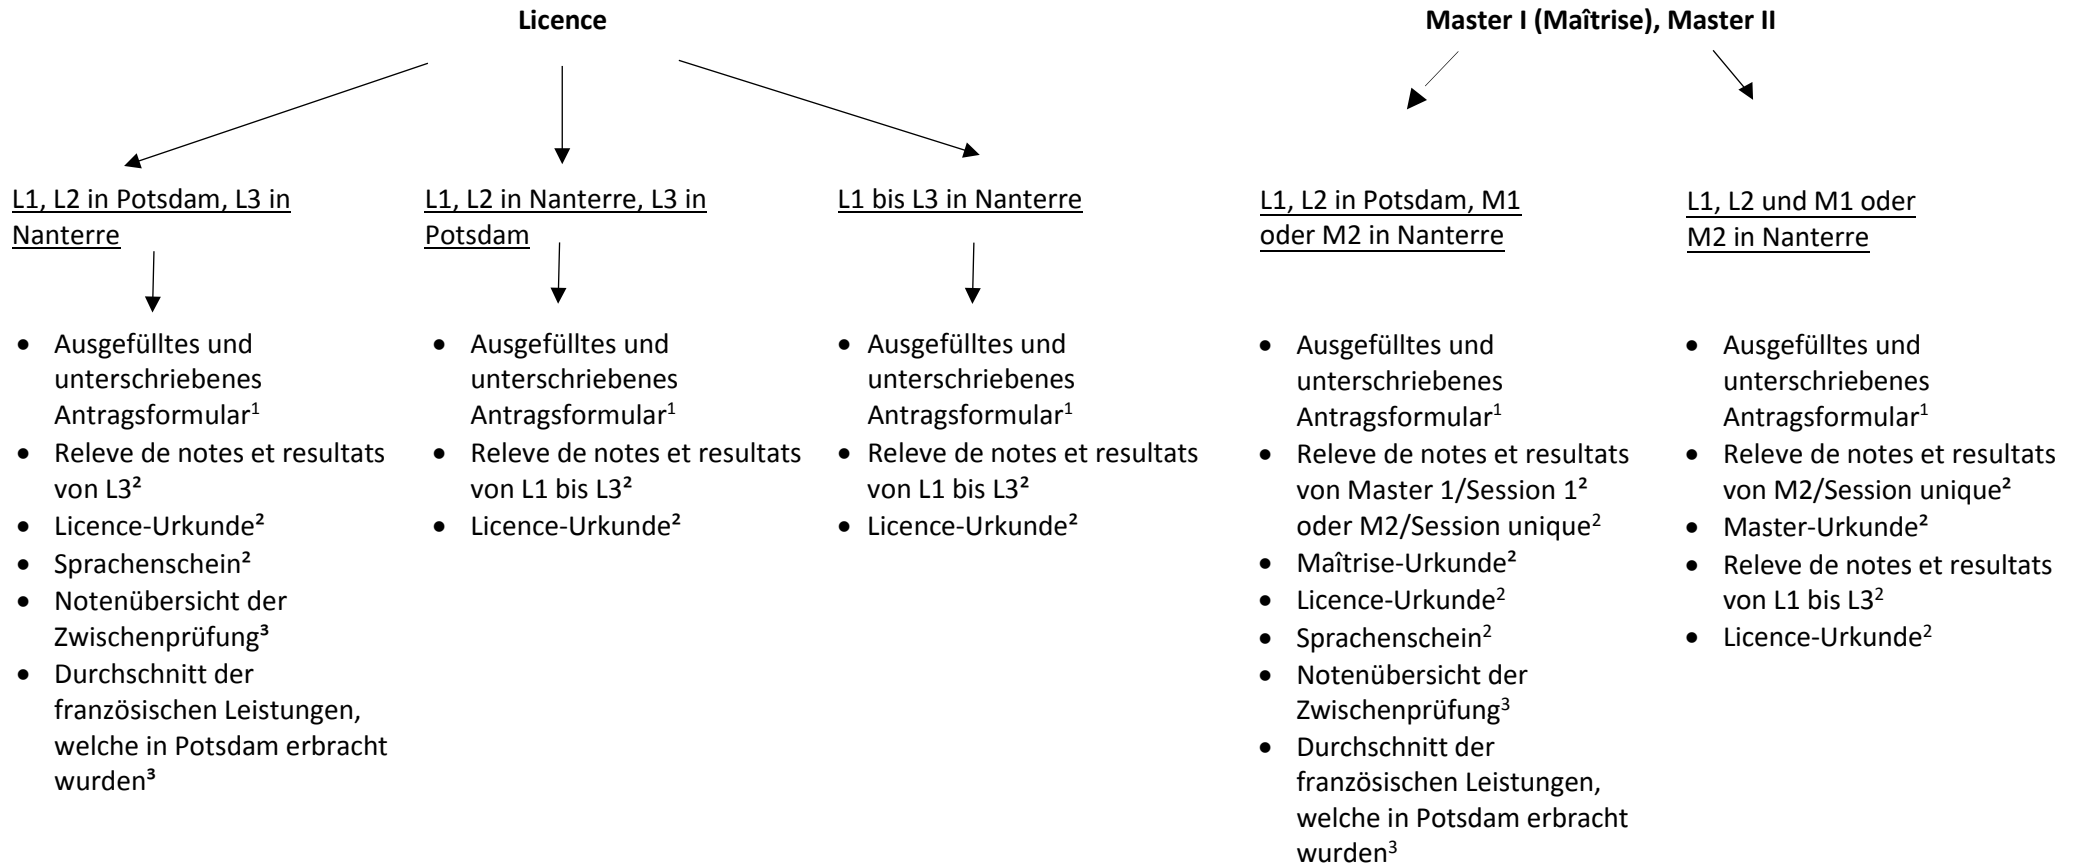 Licence
L1, L2 in Potsdam, L3 in
Nanterre
• Ausgefülltes und
unterschriebenes
Antragsformular¹
• Releve de notes et resultats
von L3²
• Licence-Urkunde²
• Sprachenschein²
• Notenübersicht der
Zwischenprüfung³
• Durchschnitt der
französischen Leistungen,
welche in Potsdam erbracht
wurden³
L1, L2 in Nanterre, L3 in
Potsdam
• Ausgefülltes und
unterschriebenes
Antragsformular¹
• Releve de notes et resultats
von L1 bis L3²
• Licence-Urkunde²
L1 bis L3 in Nanterre
• Ausgefülltes und
unterschriebenes
Antragsformular¹
• Releve de notes et resultats
von L1 bis L3²
• Licence-Urkunde²
Master I (Maîtrise), Master II
L1, L2 in Potsdam, M1
oder M2 in Nanterre
• Ausgefülltes und
unterschriebenes
Antragsformular¹
• Releve de notes et resultats
von Master 1/Session 1²
oder M2/Session unique²
• Maîtrise-Urkunde²
• Licence-Urkunde²
• Sprachenschein²
• Notenübersicht der
Zwischenprüfung³
• Durchschnitt der
französischen Leistungen,
welche in Potsdam erbracht
wurden³
L1, L2 und M1 oder
M2 in Nanterre
• Ausgefülltes und
unterschriebenes
Antragsformular¹
• Releve de notes et resultats
von M2/Session unique²
• Master-Urkunde²
• Releve de notes et resultats
von L1 bis L3²
• Licence-Urkunde²